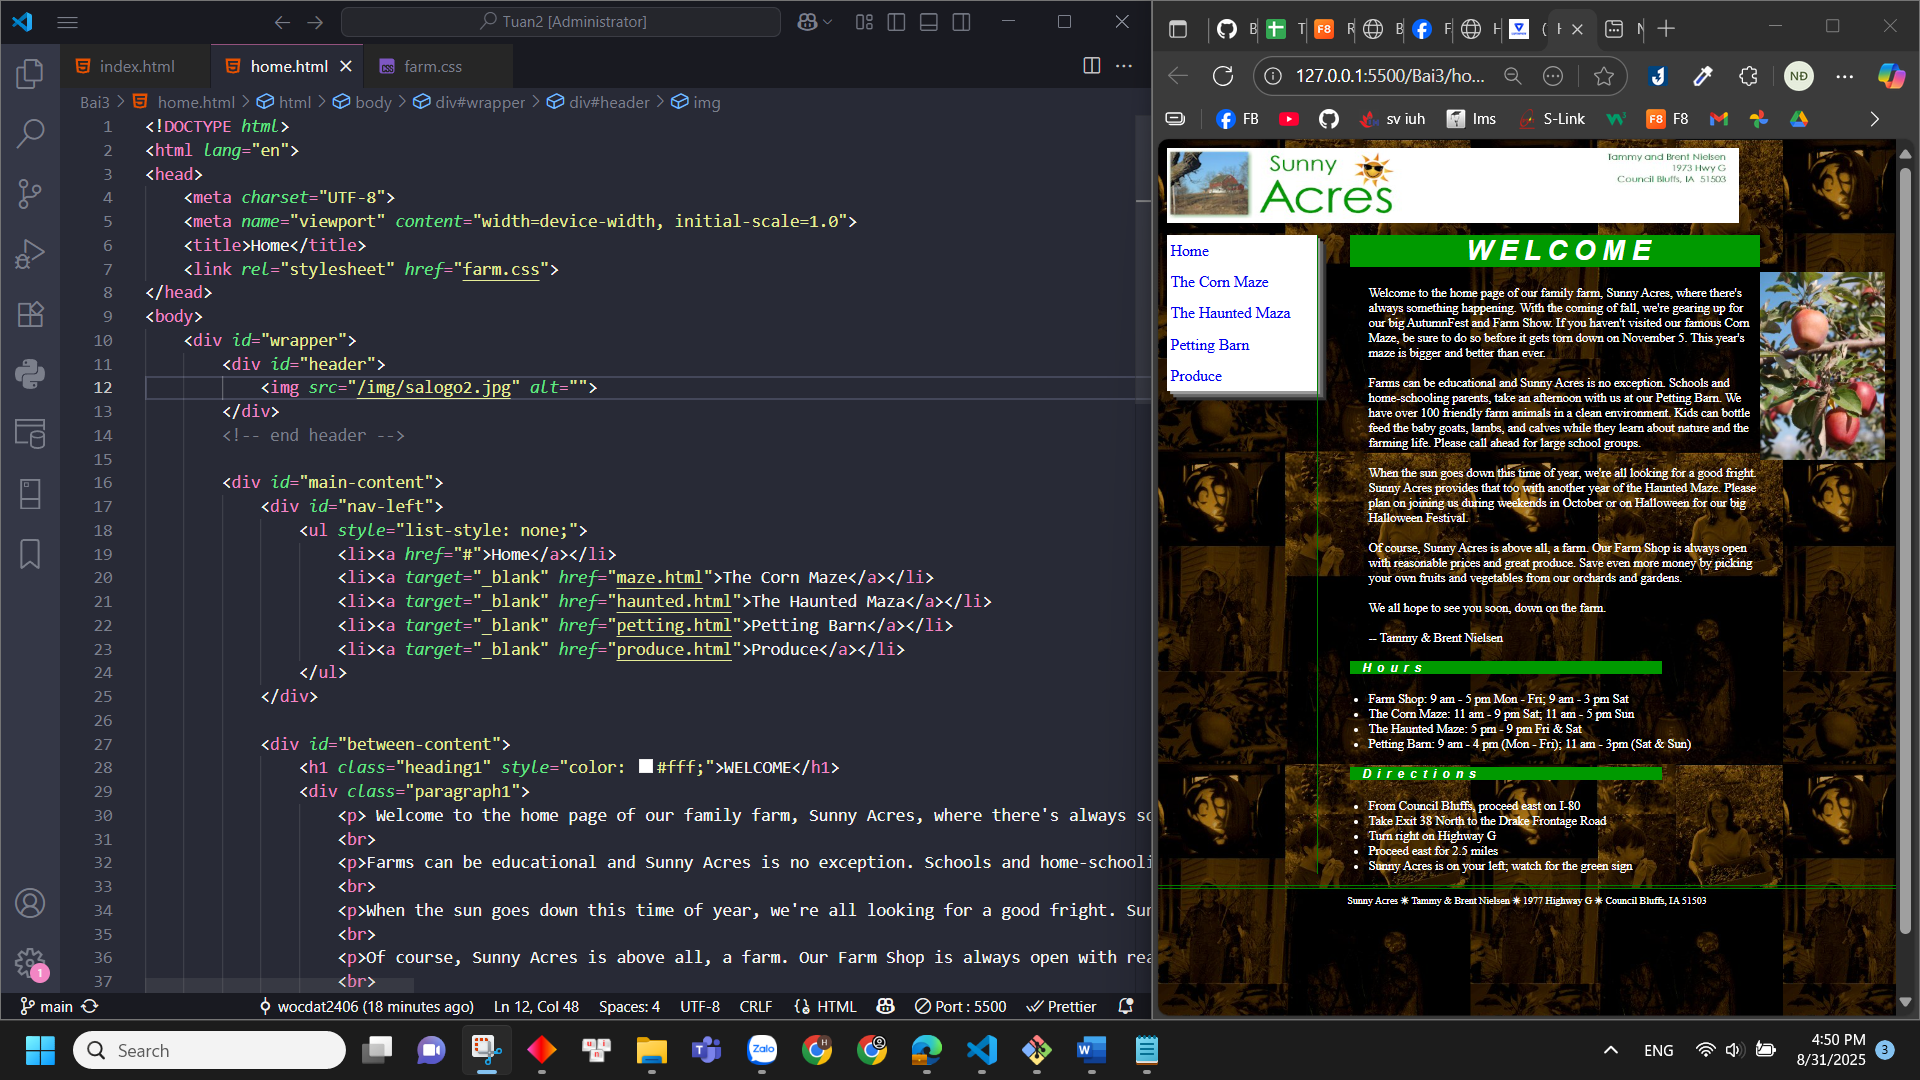 Tuan2 [Administrator]
index.html
home.html
farm.css
Bai3 > home.html > html > body > div#wrapper > div#header > img
1 <!DOCTYPE html>
2 <html lang="en">
3 <head>
4 <meta charset="UTF-8">
5 <meta name="viewport" content="width=device-width, initial-scale=1.0">
6 <title>Home</title>
7 <link rel="stylesheet" href="farm.css">
8 </head>
9 <body>
10 <div id="wrapper">
11 <div id="header">
12 <img src="/img/salogo2.jpg" alt="">
13 </div>
14 <!-- end header -->
15
16 <div id="main-content">
17 <div id="nav-left">
18 <ul style="list-style: none;">
19 <li><a href="#">Home</a></li>
20 <li><a target="_blank" href="maze.html">The Corn Maze</a></li>
21 <li><a target="_blank" href="haunted.html">The Haunted Maza</a></li>
22 <li><a target="_blank" href="petting.html">Petting Barn</a></li>
23 <li><a target="_blank" href="produce.html">Produce</a></li>
24 </ul>
25 </div>
26
27 <div id="between-content">
28 <h1 class="heading1" style="color: #fff;">WELCOME</h1>
29 <div class="paragraph1">
30 <p> Welcome to the home page of our family farm, Sunny Acres, where there's always so
31 <br>
32 <p>Farms can be educational and Sunny Acres is no exception. Schools and home-schooli
33 <br>
34 <p>When the sun goes down this time of year, we're all looking for a good fright. Sun
35 <br>
36 <p>Of course, Sunny Acres is above all, a farm. Our Farm Shop is always open with rea
37 <br>
main
wocdat2406 (18 minutes ago)
Ln 12, Col 48
Spaces: 4
UTF-8
CRLF
{} HTML
Port : 5500
Prettier
1
B
T
F8
R
B
F
H
(
H
N
127.0.0.1:5500/Bai3/ho...
NĐ
FB
sv iuh
lms
S-Link
F8
F8
Sunny
Acres
Tammy and Brent Nielsen
1973 Hwy G
Council Bluffs, IA 51503
Home
The Corn Maze
The Haunted Maza
Petting Barn
Produce
WELCOME
Welcome to the home page of our family farm, Sunny Acres, where there's
always something happening. With the coming of fall, we're gearing up for
our big AutumnFest and Farm Show. If you haven't visited our famous Corn
Maze, be sure to do so before it gets torn down on November 5. This year's
maze is bigger and better than ever.
Farms can be educational and Sunny Acres is no exception. Schools and
home-schooling parents, take an afternoon with us at our Petting Barn. We
have over 100 friendly farm animals in a clean environment. Kids can bottle
feed the baby goats, lambs, and calves while they learn about nature and the
farming life. Please call ahead for large school groups.
When the sun goes down this time of year, we're all looking for a good fright.
Sunny Acres provides that too with another year of the Haunted Maze. Please
plan on joining us during weekends in October or on Halloween for our big
Halloween Festival.
Of course, Sunny Acres is above all, a farm. Our Farm Shop is always open
with reasonable prices and great produce. Save even more money by picking
your own fruits and vegetables from our orchards and gardens.
We all hope to see you soon, down on the farm.
-- Tammy & Brent Nielsen
Hours
• Farm Shop: 9 am - 5 pm Mon - Fri; 9 am - 3 pm Sat
• The Corn Maze: 11 am - 9 pm Sat; 11 am - 5 pm Sun
• The Haunted Maze: 5 pm - 9 pm Fri & Sat
• Petting Barn: 9 am - 4 pm (Mon - Fri); 11 am - 3pm (Sat & Sun)
Directions
• From Council Bluffs, proceed east on I-80
• Take Exit 38 North to the Drake Frontage Road
• Turn right on Highway G
• Proceed east for 2.5 miles
• Sunny Acres is on your left; watch for the green sign
Sunny Acres ✷ Tammy & Brent Nielsen ✷ 1977 Highway G ✷ Council Bluffs, IA 51503
Search
Zalo
H
ENG
4:50 PM
8/31/2025
3